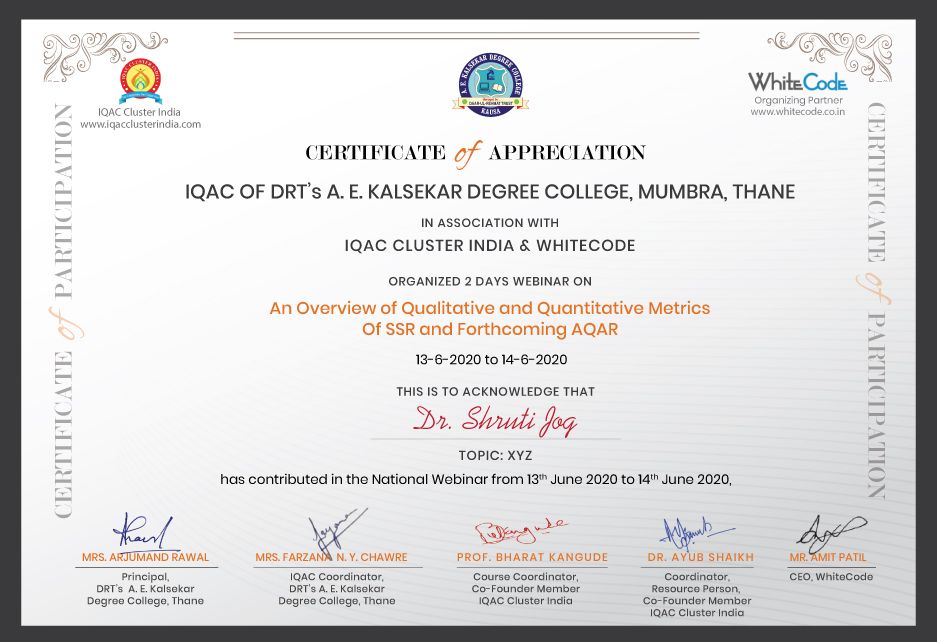 IQAC CLUSTER INDIA
IQAC Cluster India
www.iqacclusterindia.com
A. E. KALSEKAR DEGREE COLLEGE
DAAR-UL-REHMAT TRUST
KAUSA
WhiteCode
Organizing Partner
www.whitecode.co.in
CERTIFICATE of PARTICIPATION
CERTIFICATE of APPRECIATION
IQAC OF DRT's A. E. KALSEKAR DEGREE COLLEGE, MUMBRA, THANE
IN ASSOCIATION WITH
IQAC CLUSTER INDIA & WHITECODE
ORGANIZED 2 DAYS WEBINAR ON
An Overview of Qualitative and Quantitative Metrics
Of SSR and Forthcoming AQAR
13-6-2020 to 14-6-2020
THIS IS TO ACKNOWLEDGE THAT
Dr. Shruti Jog
TOPIC: XYZ
has contributed in the National Webinar from 13th June 2020 to 14th June 2020,
CERTIFICATE of PARTICIPATION
MRS. ARJUMAND RAWAL
Principal,
DRT's A. E. Kalsekar
Degree College, Thane
MRS. FARZANA N. Y. CHAWRE
IQAC Coordinator,
DRT's A. E. Kalsekar
Degree College, Thane
PROF. BHARAT KANGUDE
Course Coordinator,
Co-Founder Member
IQAC Cluster India
DR. AYUB SHAIKH
Coordinator,
Resource Person,
Co-Founder Member
IQAC Cluster India
MR. AMIT PATIL
CEO, WhiteCode